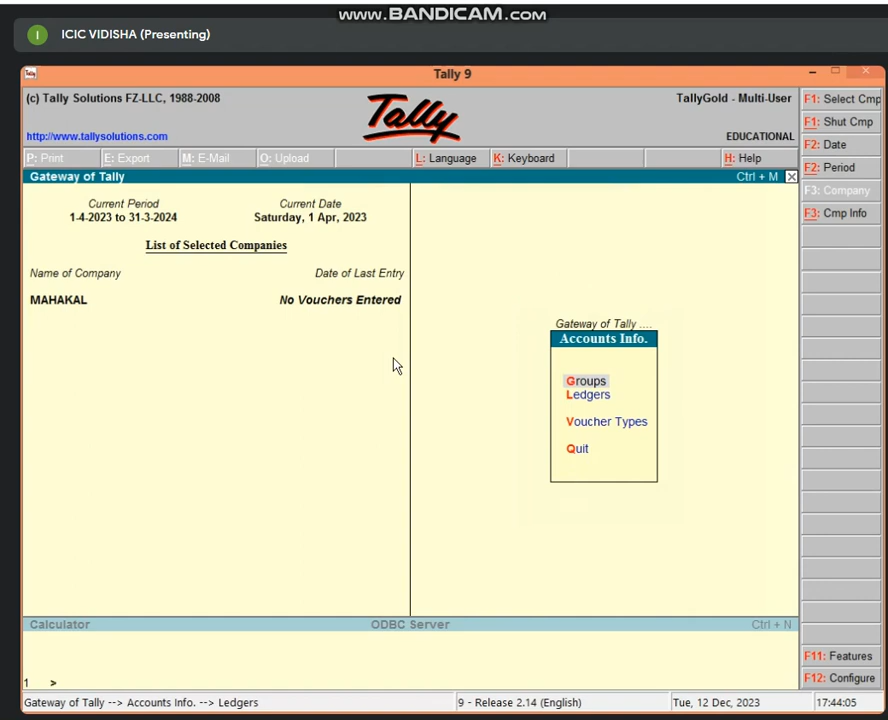 WWW.BANDICAM.COM
I ICIC VIDISHA (Presenting)
Tally
Tally 9
(c) Tally Solutions FZ-LLC, 1988-2008
Tally
TallyGold - Multi-User
http://www.tallysolutions.com
EDUCATIONAL
P: Print E: Export M: E-Mail O: Upload L: Language K: Keyboard H: Help
Gateway of Tally Ctrl + M
Current Period Current Date
1-4-2023 to 31-3-2024 Saturday, 1 Apr, 2023
List of Selected Companies
Name of Company Date of Last Entry
MAHAKAL No Vouchers Entered
Gateway of Tally ....
Accounts Info.
Groups
Ledgers
Voucher Types
Quit
F1: Select Cmp
F1: Shut Cmp
F2: Date
F2: Period
F3: Company
F3: Cmp Info
F11: Features
F12: Configure
Calculator ODBC Server Ctrl + N
1 >
Gateway of Tally --> Accounts Info. --> Ledgers 9 - Release 2.14 (English) Tue, 12 Dec, 2023 17:44:05